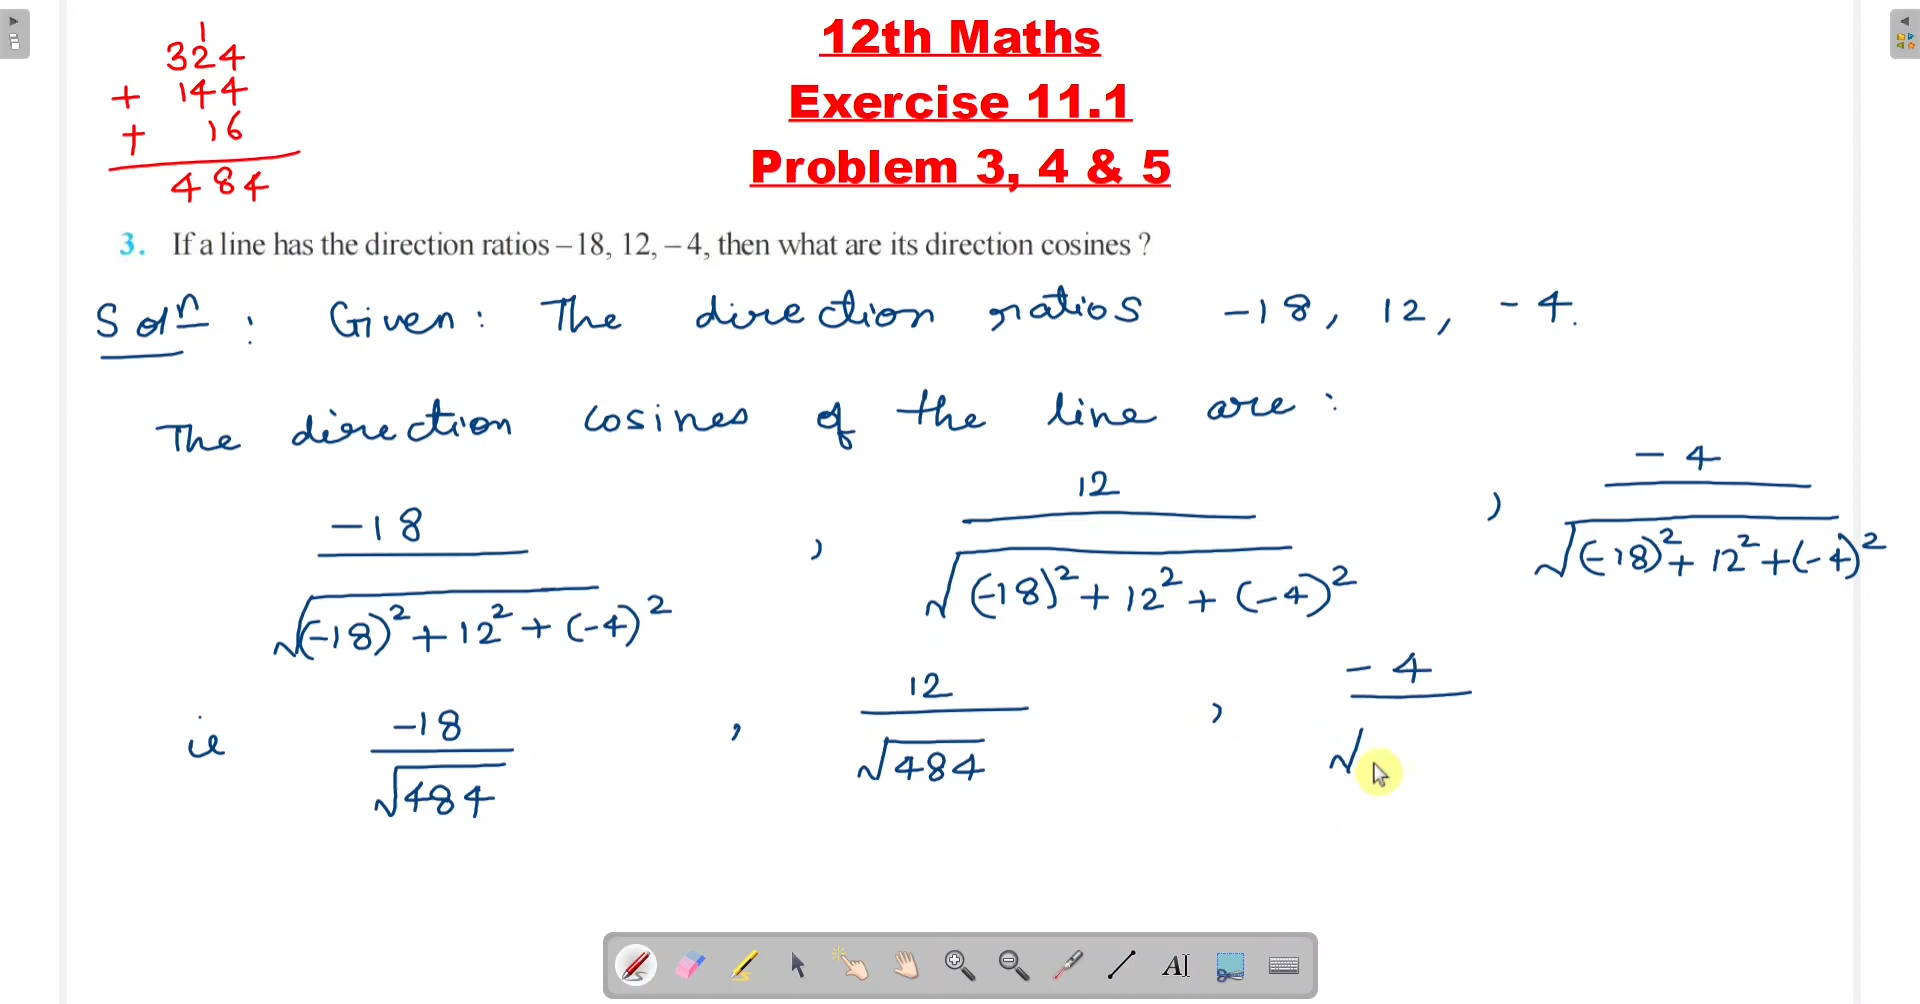 1
324
+ 144
+ 16
484
12th Maths
Exercise 11.1
Problem 3, 4 & 5
3. If a line has the direction ratios –18, 12, – 4, then what are its direction cosines ?
Soln : Given: The direction ratios -18, 12, -4.
The direction cosines of the line are :
-18 / √(-18)² + 12² + (-4)² , 12 / √(-18)² + 12² + (-4)² , -4 / √(-18)² + 12² + (-4)²
ie -18 / √484 , 12 / √484 , -4 / √
AI